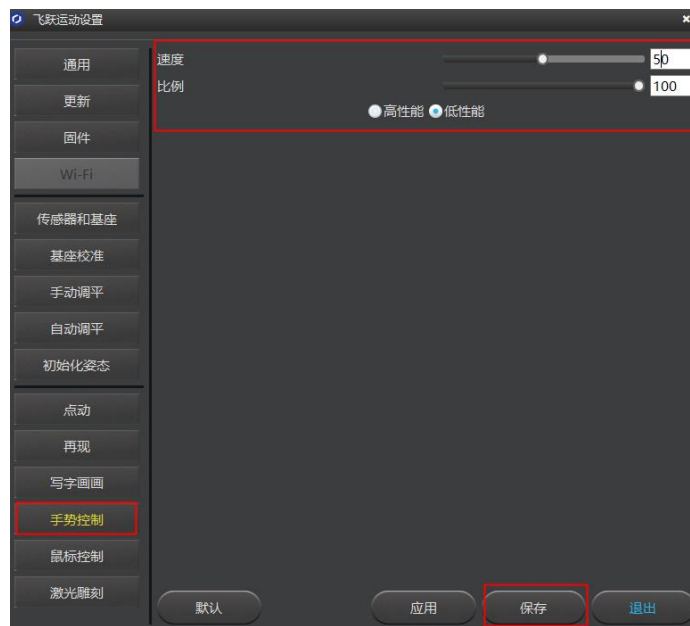 飞跃运动设置
通用
更新
固件
Wi-Fi
传感器和基座
基座校准
手动调平
自动调平
初始化姿态
点动
再现
写字画画
手势控制
鼠标控制
激光雕刻
速度 50
比例 100
高性能 低性能
默认 应用 保存 退出